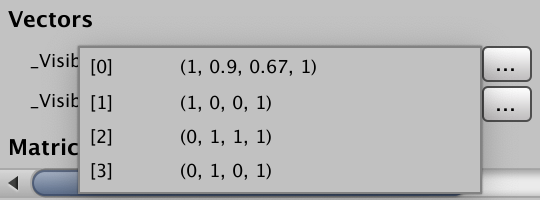 Vectors
_Visib
...
_Visib
...
Matric
[0] (1, 0.9, 0.67, 1)
[1] (1, 0, 0, 1)
[2] (0, 1, 1, 1)
[3] (0, 1, 0, 1)